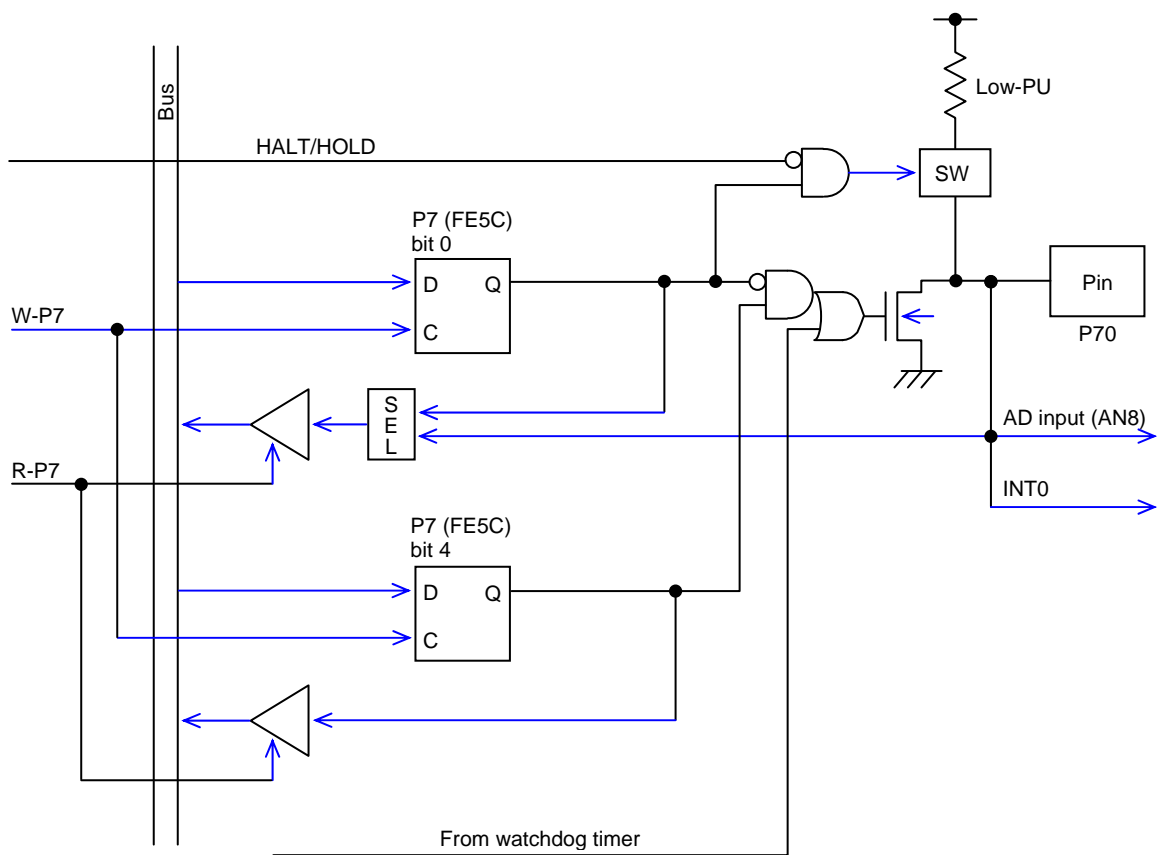 Low-PU
Bus
HALT/HOLD
SW
P7 (FE5C)
bit 0
D Q
C
W-P7
Pin
P70
SEL
AD input (AN8)
R-P7
INT0
P7 (FE5C)
bit 4
D Q
C
From watchdog timer